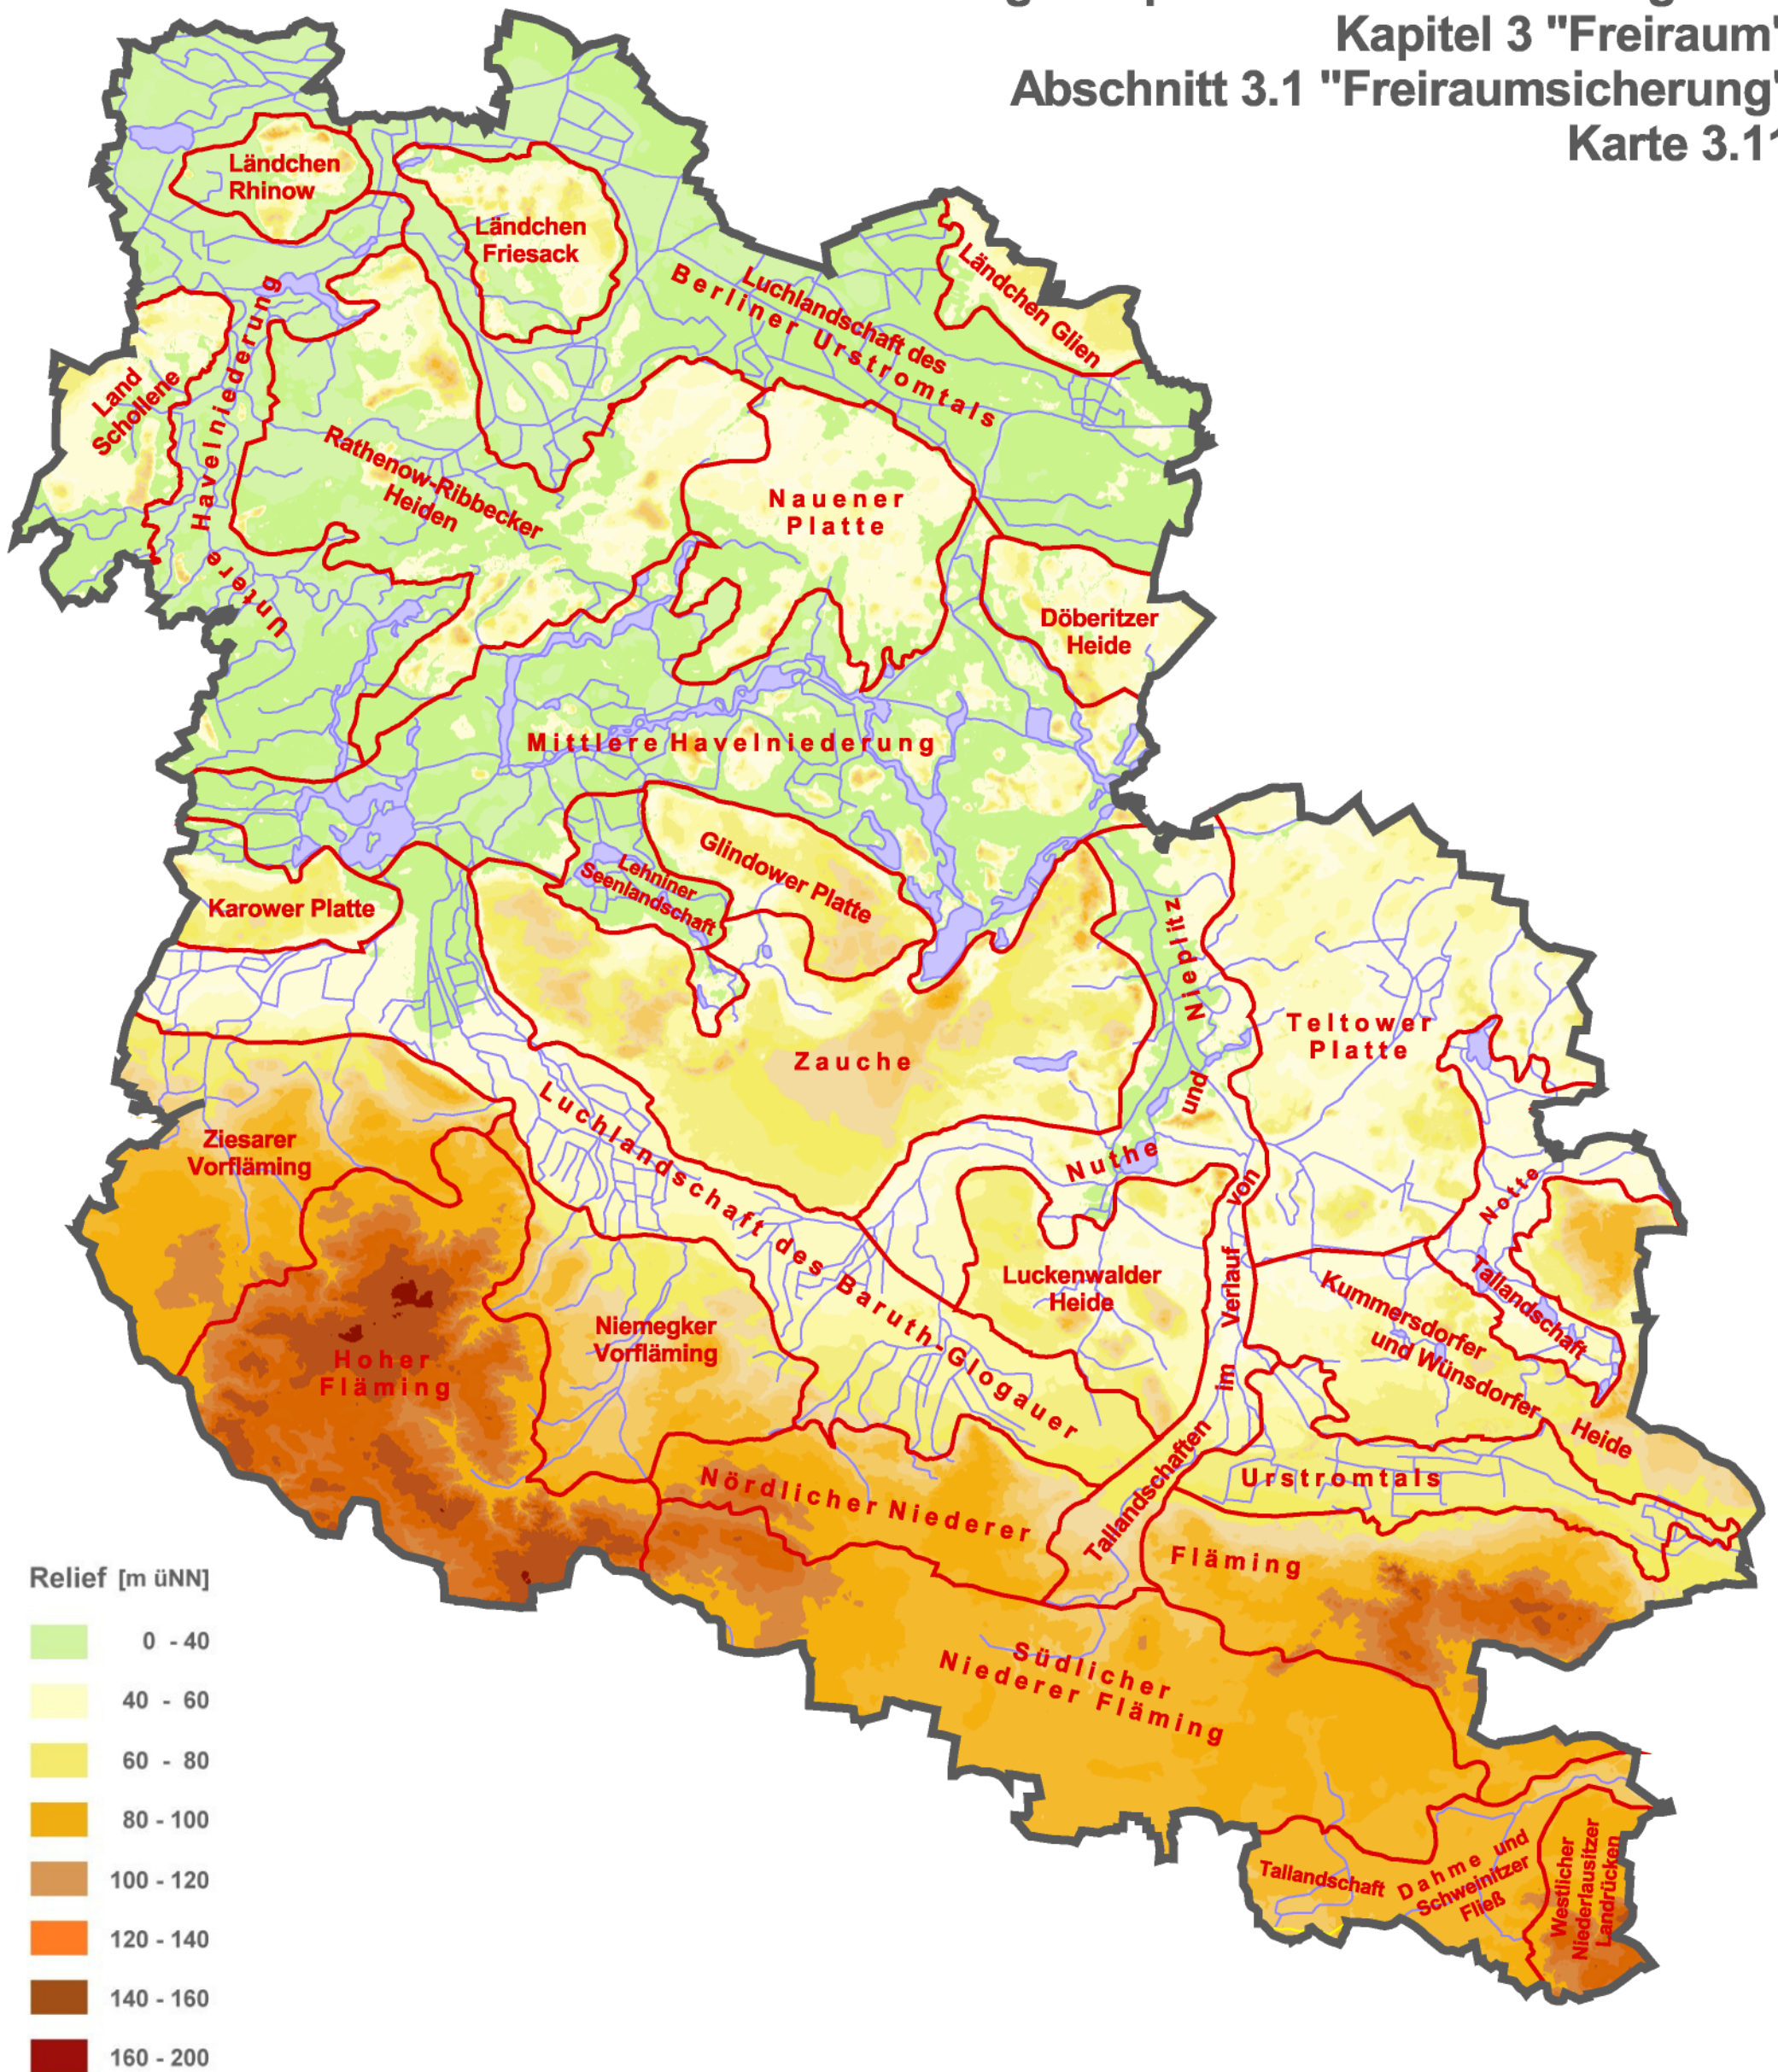 Kapitel 3 "Freiraum"
Abschnitt 3.1 "Freiraumsicherung"
Karte 3.11
Ländchen
Rhinow
Ländchen
Friesack
Ländchen Glien
Luchlandschaft des
Berliner Urstromtals
Land
Schollene
Untere Havelniederung
Rathenow-Ribbecker
Heiden
Nauener
Platte
Döberitzer
Heide
Mittlere Havelniederung
Glindower Platte
Lehniner
Seenlandschaft
Karower Platte
Zauche
Teltower
Platte
Nuthe und Nieplitz
Ziesarer
Vorfläming
Luchlandschaft des Baruth-Glogauer
Urstromtals
Notte
Tallandschaft
Luckenwalder
Heide
Kummersdorfer
und Wünsdorfer
Heide
Niemegker
Vorfläming
Hoher
Fläming
Tallandschaften im Verlauf von
Nördlicher Niederer
Fläming
Südlicher
Niederer Fläming
Tallandschaft
Dahme und
Schweinitzer
Fließ
Westlicher
Niederlausitzer
Landrücken
Relief [m üNN]
0 - 40
40 - 60
60 - 80
80 - 100
100 - 120
120 - 140
140 - 160
160 - 200